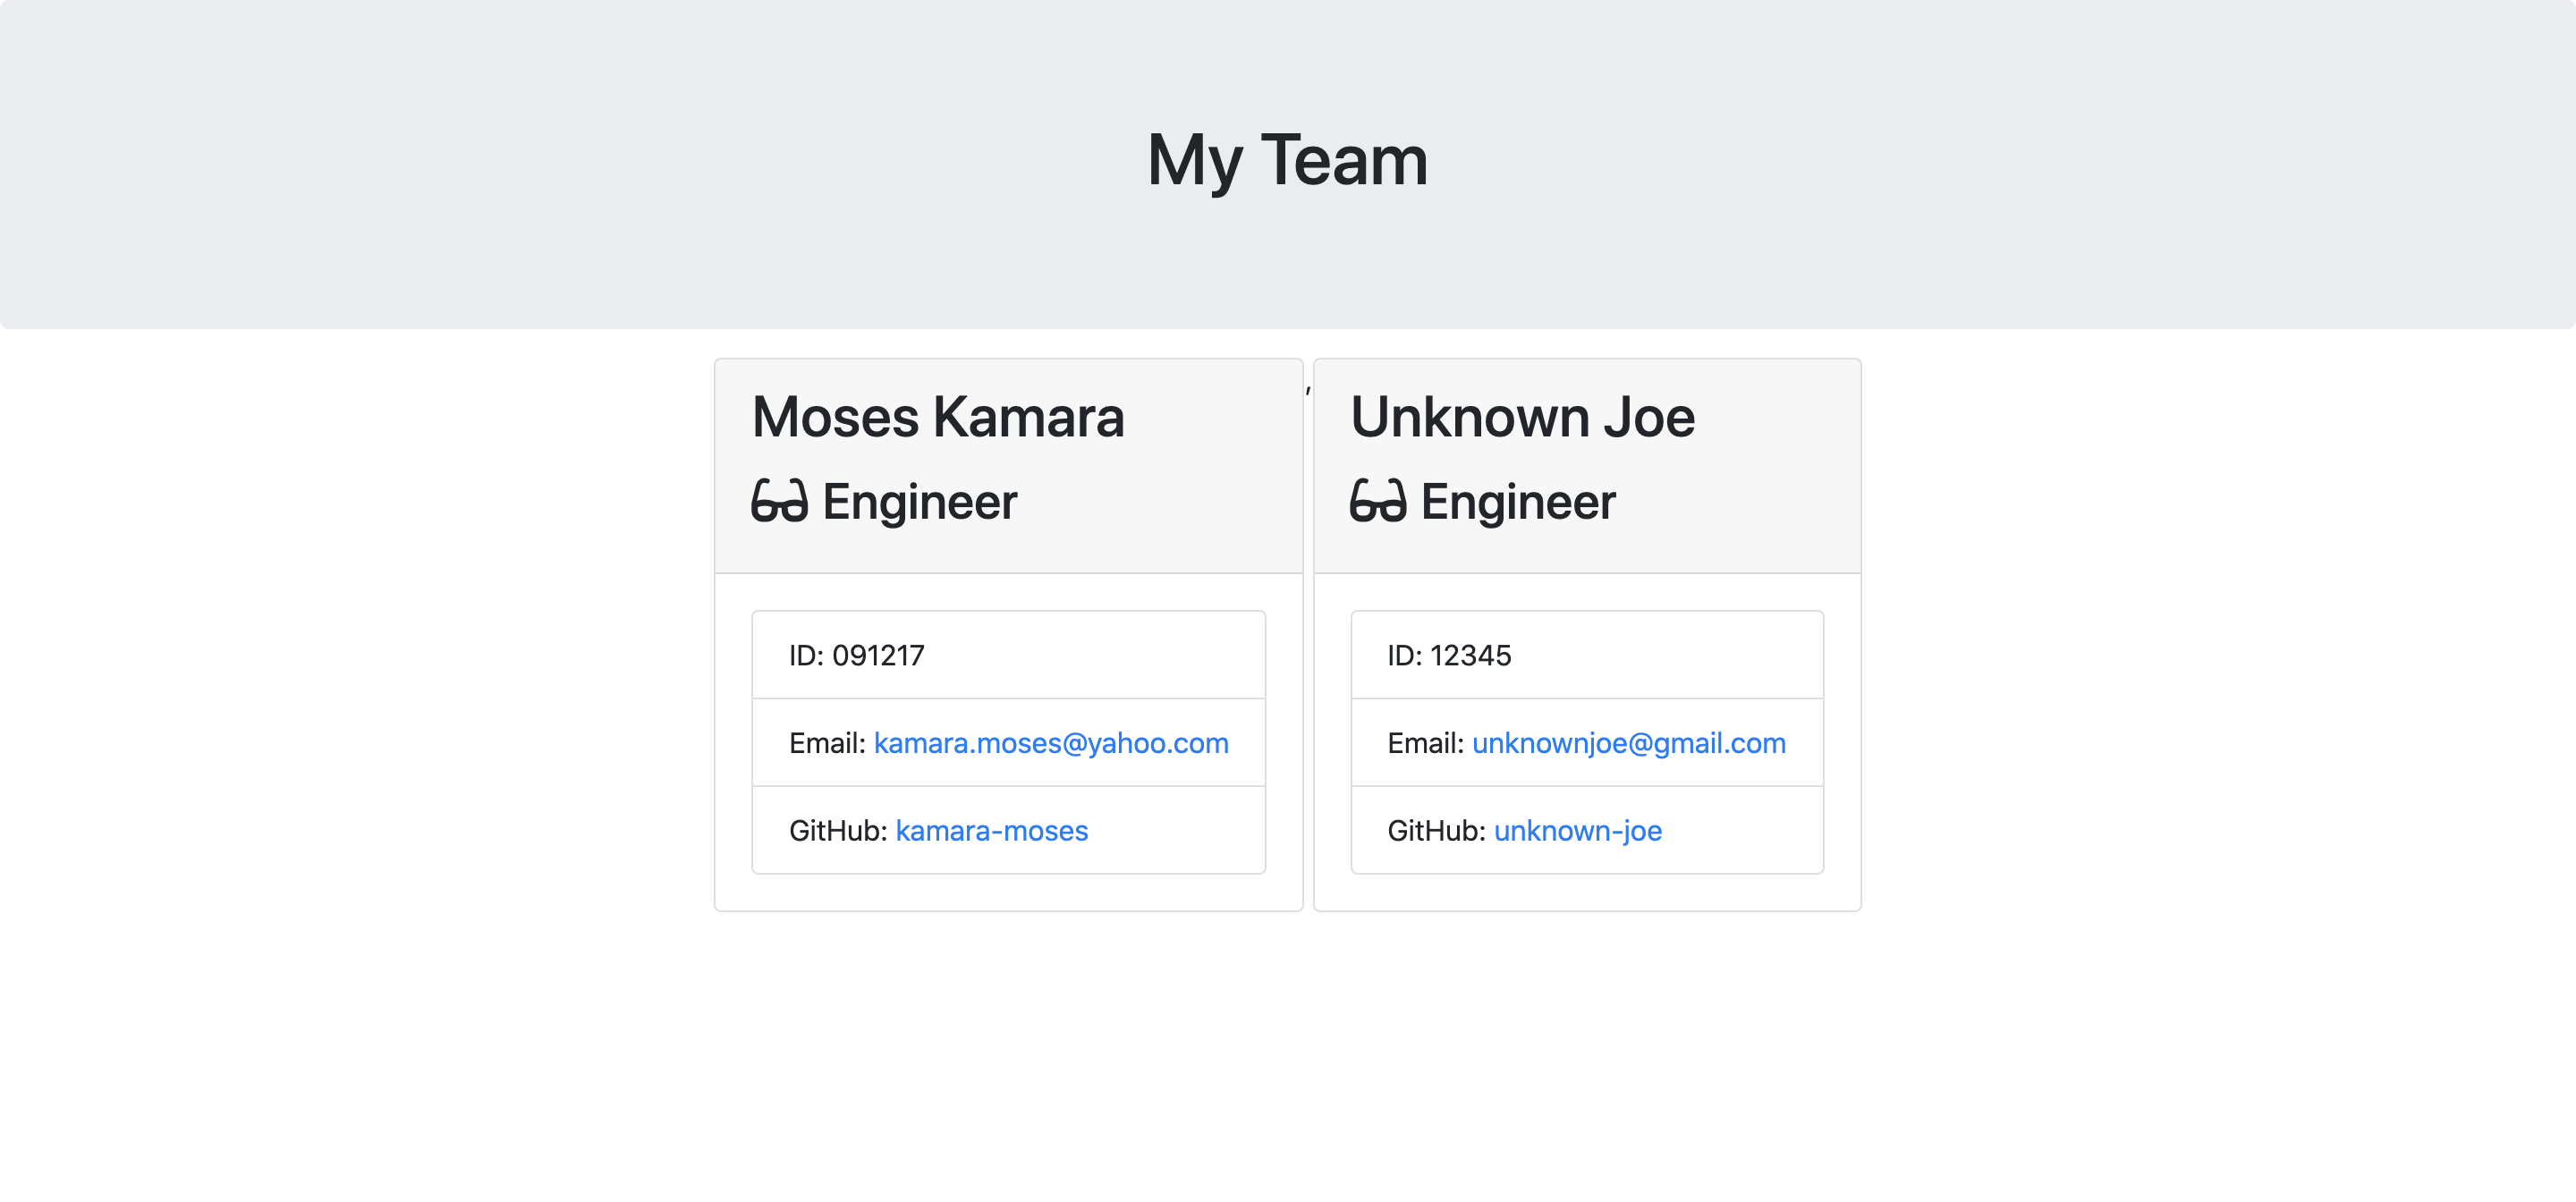 My Team
Moses Kamara
Engineer
ID: 091217
Email: kamara.moses@yahoo.com
GitHub: kamara-moses
,
Unknown Joe
Engineer
ID: 12345
Email: unknownjoe@gmail.com
GitHub: unknown-joe